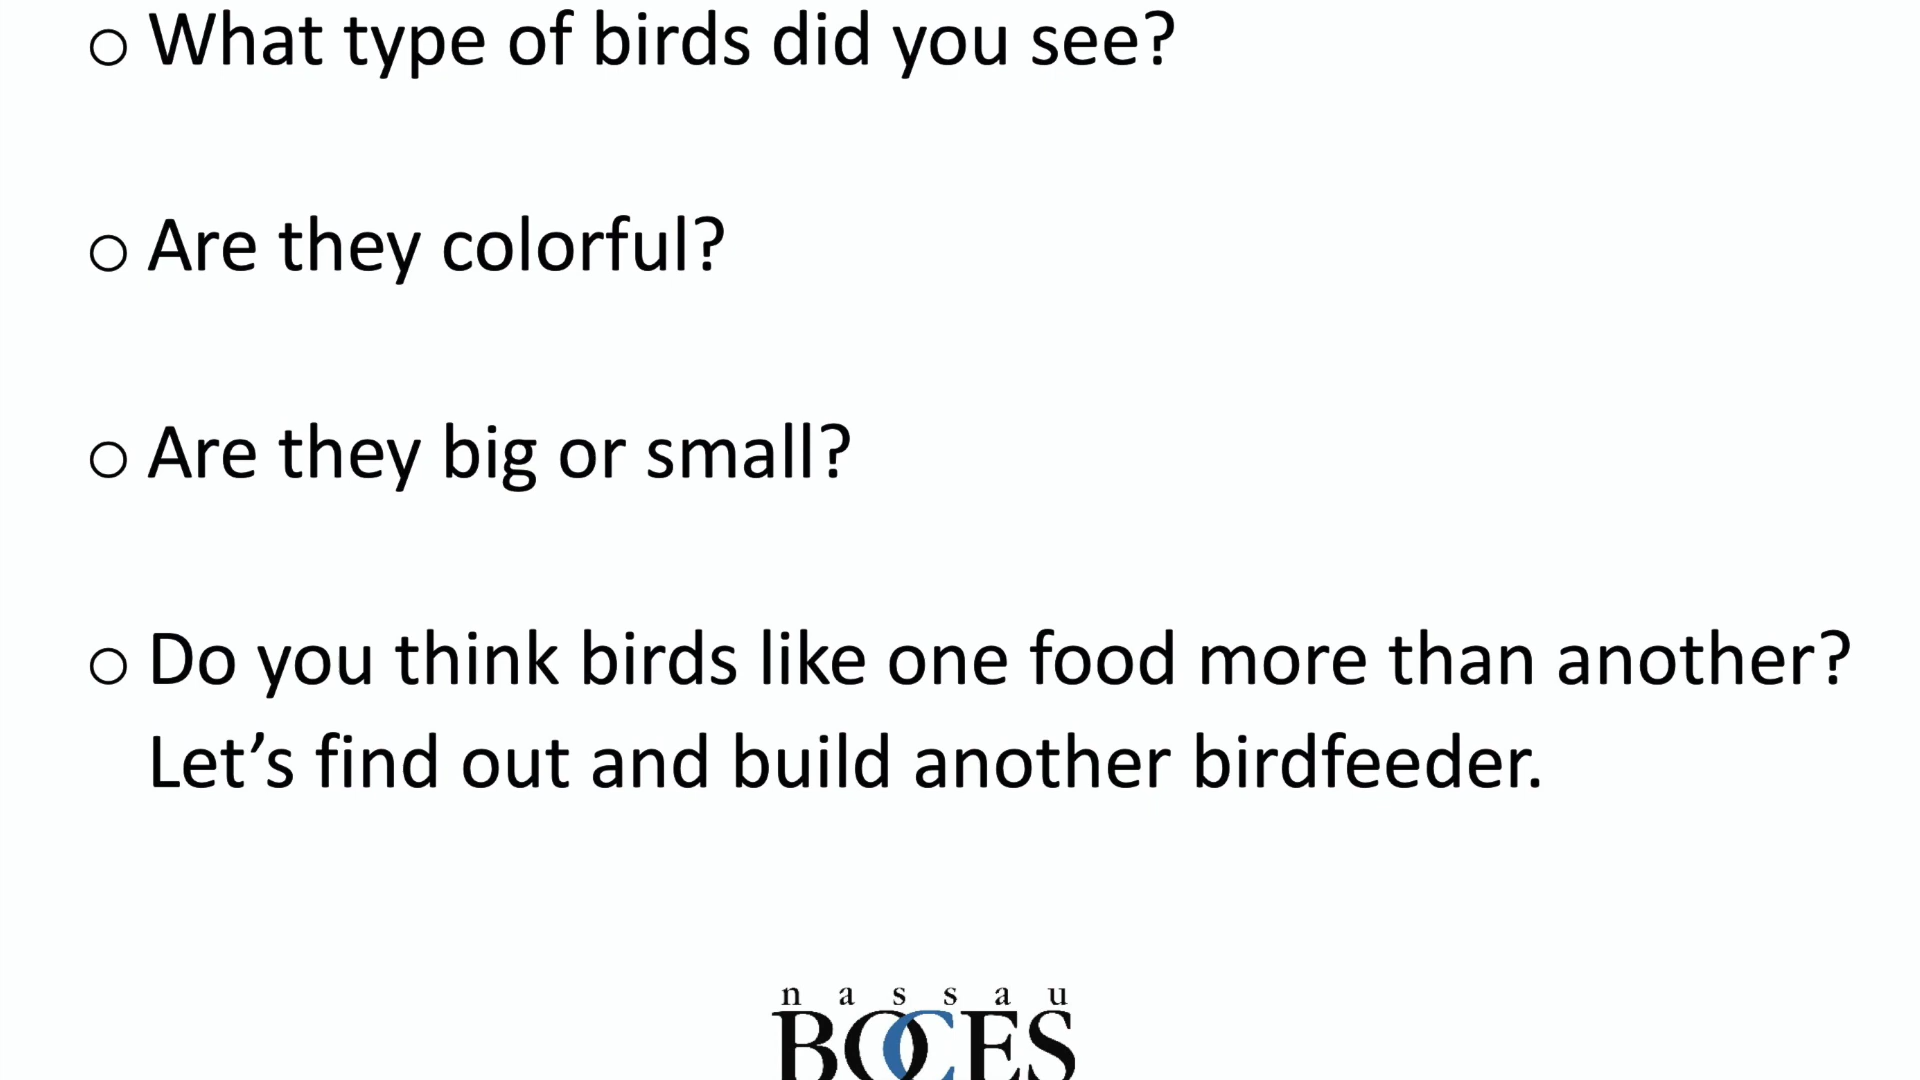 o What type of birds did you see?
o Are they colorful?
o Are they big or small?
o Do you think birds like one food more than another?
Let’s find out and build another birdfeeder.
nassau
BOCES